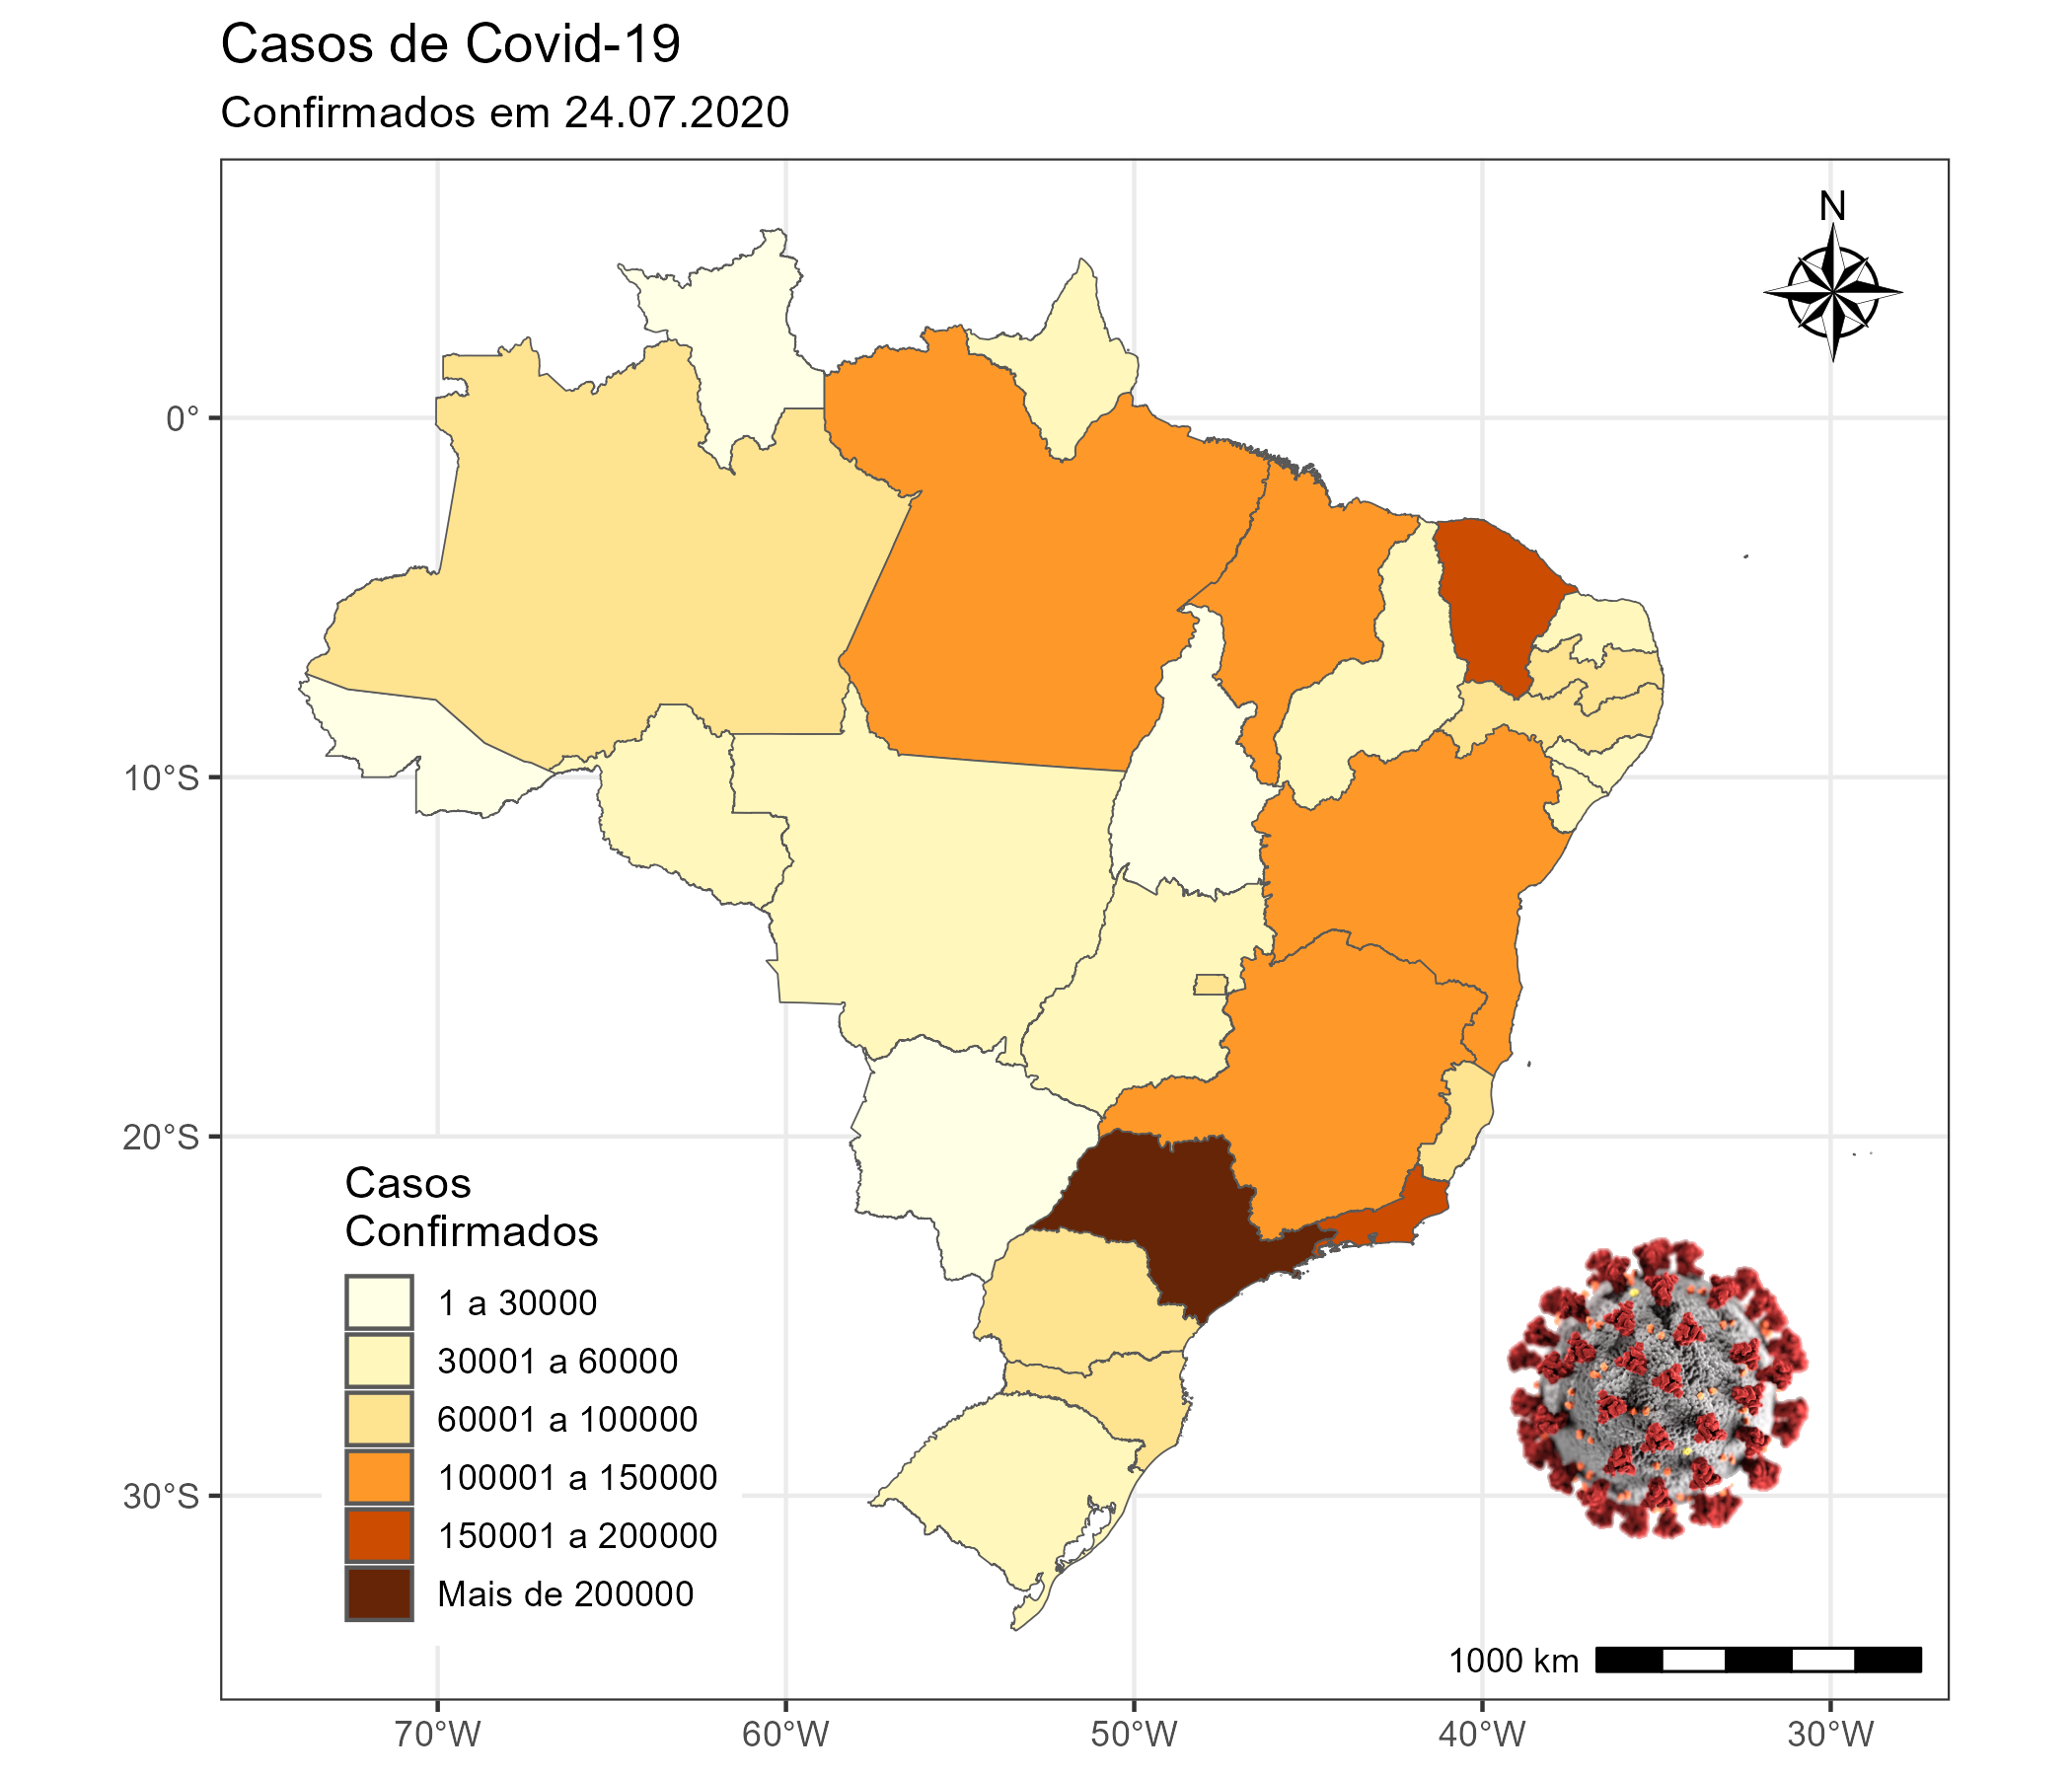 Casos de Covid-19
Confirmados em 24.07.2020
N
0°
10°S
20°S
30°S
Casos
Confirmados
1 a 30000
30001 a 60000
60001 a 100000
100001 a 150000
150001 a 200000
Mais de 200000
1000 km
70°W 60°W 50°W 40°W 30°W